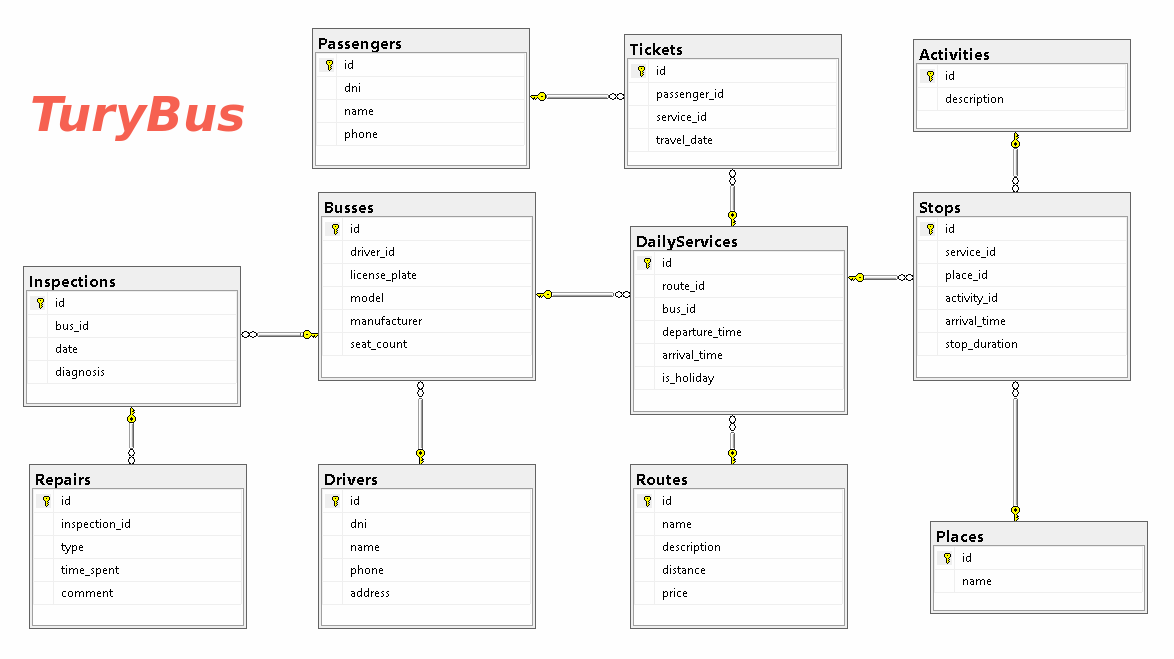 TuryBus
Passengers
id
dni
name
phone
Tickets
id
passenger_id
service_id
travel_date
Activities
id
description
Busses
id
driver_id
license_plate
model
manufacturer
seat_count
DailyServices
id
route_id
bus_id
departure_time
arrival_time
is_holiday
Stops
id
service_id
place_id
activity_id
arrival_time
stop_duration
Inspections
id
bus_id
date
diagnosis
Repairs
id
inspection_id
type
time_spent
comment
Drivers
id
dni
name
phone
address
Routes
id
name
description
distance
price
Places
id
name